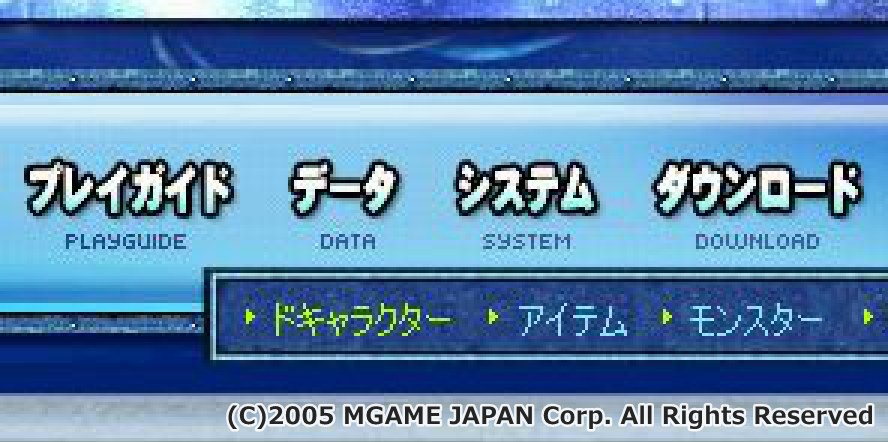 プレイガイド データ システム ダウンロード
PLAYGUIDE DATA SYSTEM DOWNLOAD
ドキャラクター アイテム モンスター
(C)2005 MGAME JAPAN Corp. All Rights Reserved